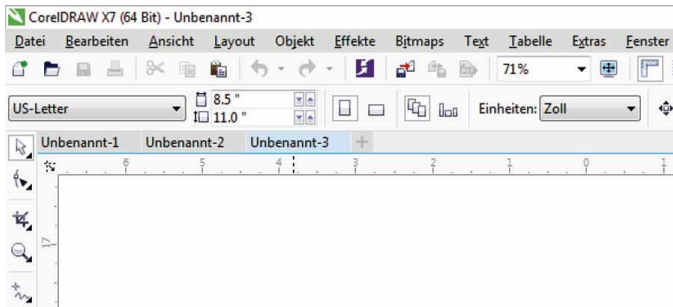 CorelDRAW X7 (64 Bit) - Unbenannt-3
Datei Bearbeiten Ansicht Layout Objekt Effekte Bitmaps Text Tabelle Extras Fenster
71%
US-Letter 8.5 " Einheiten: Zoll
11.0 "
Unbenannt-1 Unbenannt-2 Unbenannt-3
6 5 4 3 2 1 0 1
17